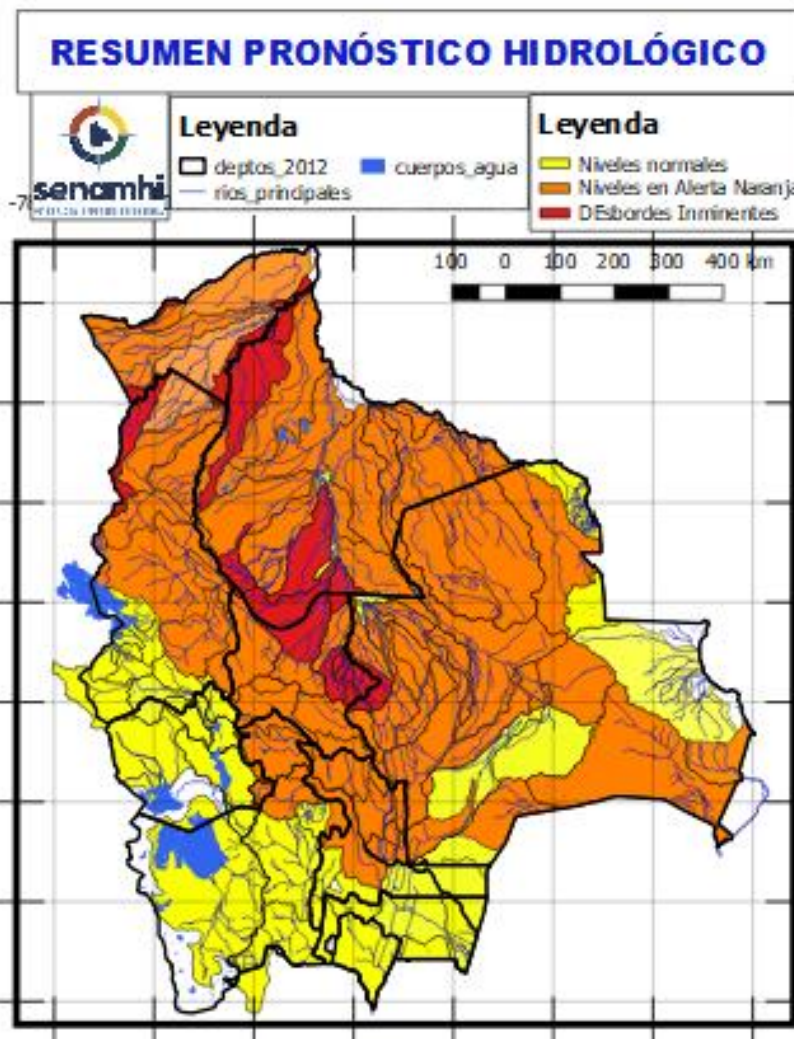 RESUMEN PRONÓSTICO HIDROLÓGICO
senamhi
Leyenda
deptos_2012
cuerpos_agua
rios_principales
Leyenda
Niveles normales
Niveles en Alerta Naranja
DEsbordes Inminentes
100 0 100 200 300 400 km